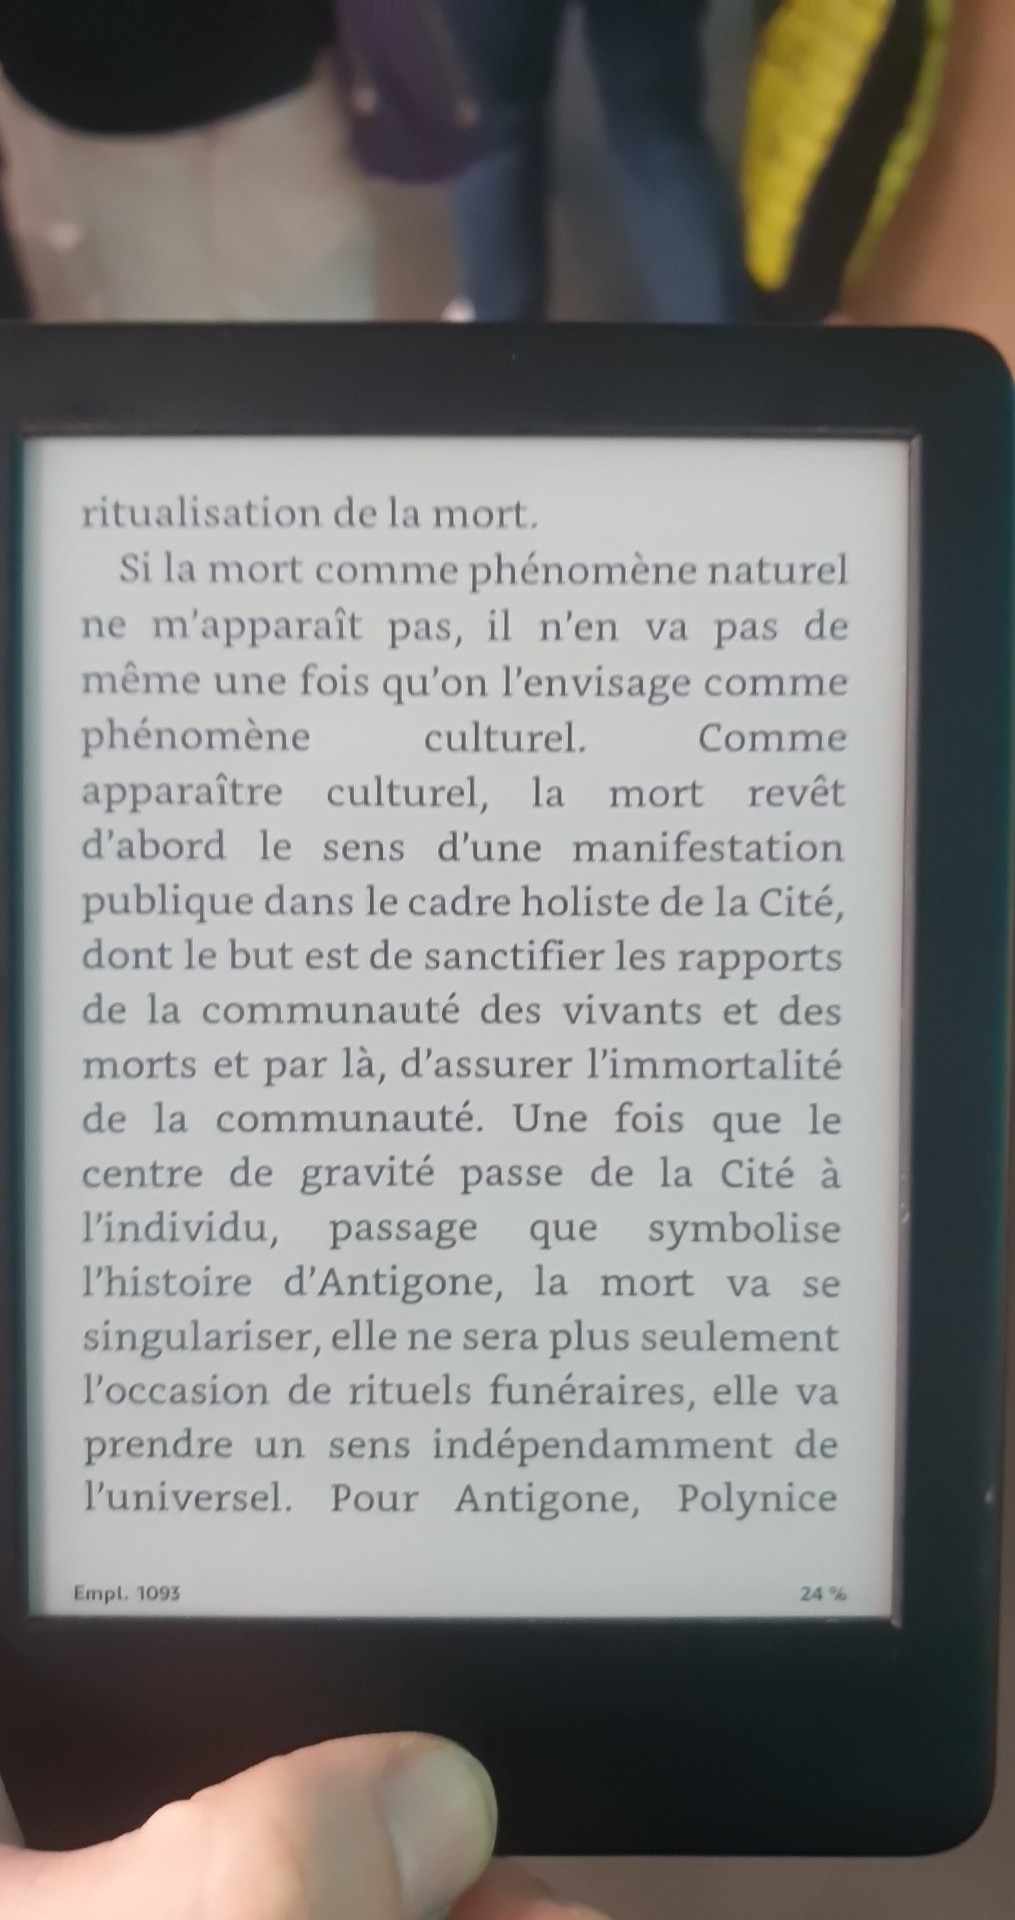 ritualisation de la mort.
Si la mort comme phénomène naturel
ne m'apparaît pas, il n'en va pas de
même une fois qu'on l'envisage comme
phénomène culturel. Comme
apparaître culturel, la mort revêt
d'abord le sens d'une manifestation
publique dans le cadre holiste de la Cité,
dont le but est de sanctifier les rapports
de la communauté des vivants et des
morts et par là, d'assurer l'immortalité
de la communauté. Une fois que le
centre de gravité passe de la Cité à
l'individu, passage que symbolise
l'histoire d'Antigone, la mort va se
singulariser, elle ne sera plus seulement
l'occasion de rituels funéraires, elle va
prendre un sens indépendamment de
l'universel. Pour Antigone, Polynice
Empl. 1093 24 %